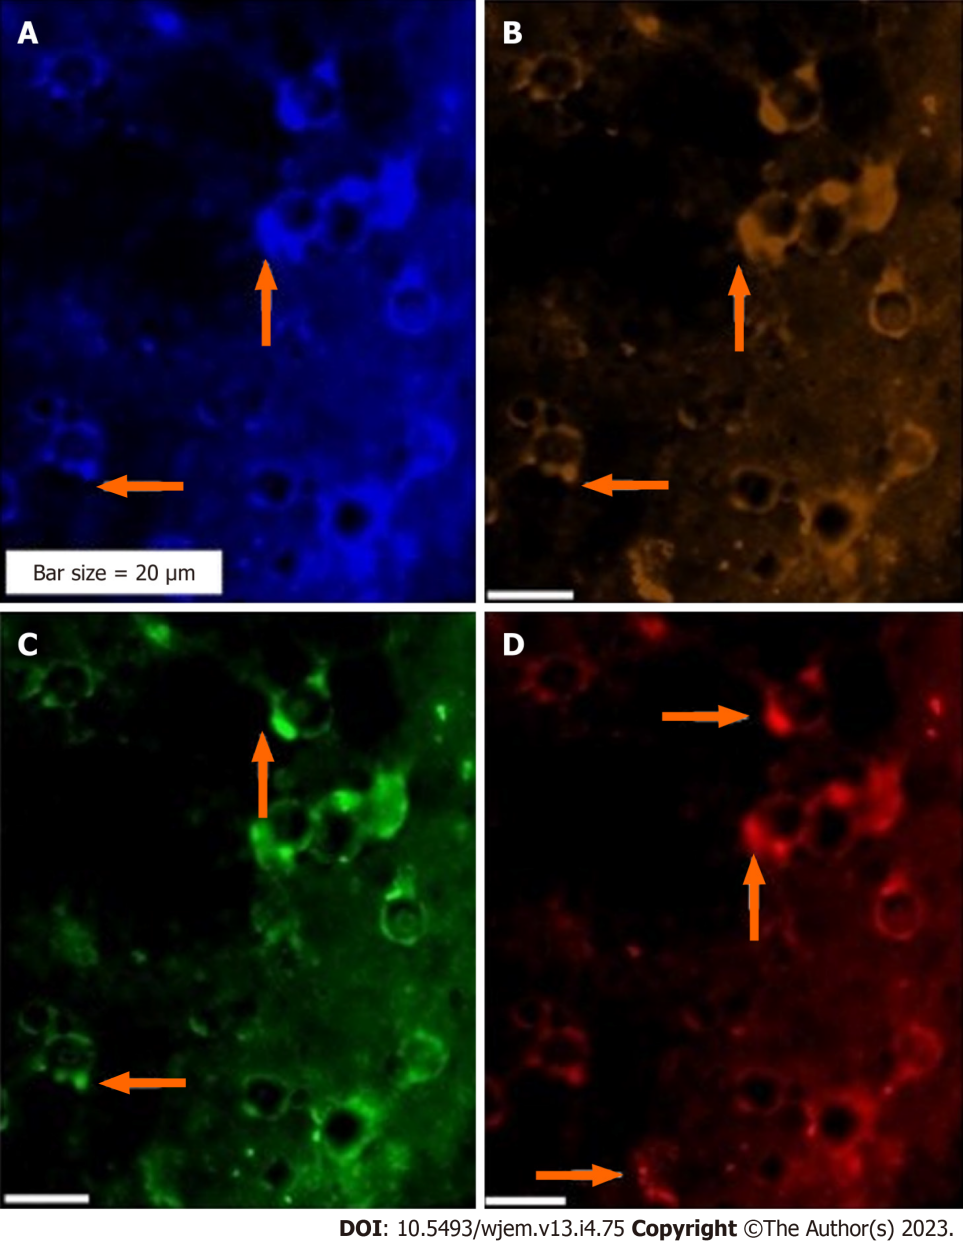 A
B
Bar size = 20 µm
C
D
DOI: 10.5493/wjem.v13.i4.75 Copyright ©The Author(s) 2023.